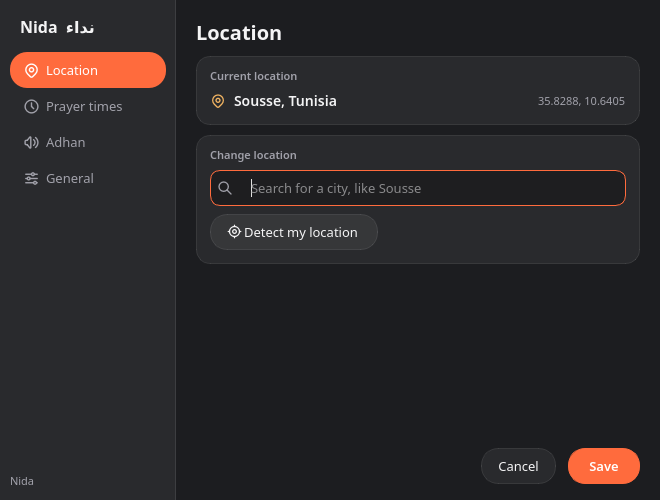 Nida نداء
Location
Prayer times
Adhan
General
Nida
Location
Current location
Sousse, Tunisia 35.8288, 10.6405
Change location
Search for a city, like Sousse
Detect my location
Cancel Save